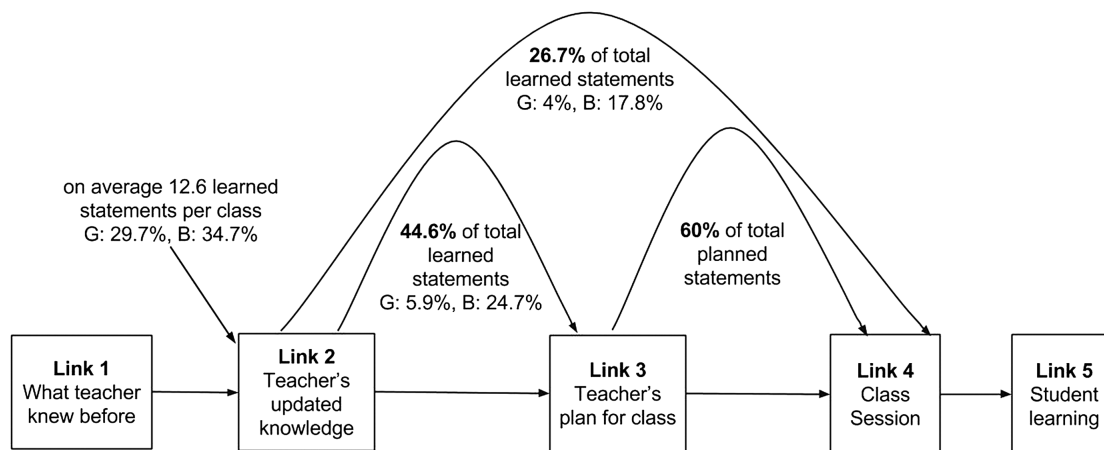 26.7% of total
learned statements
G: 4%, B: 17.8%
on average 12.6 learned
statements per class
G: 29.7%, B: 34.7%
44.6% of total
learned
statements
G: 5.9%, B: 24.7%
60% of total
planned
statements
Link 1
What teacher
knew before
Link 2
Teacher's
updated
knowledge
Link 3
Teacher's
plan for class
Link 4
Class
Session
Link 5
Student
learning